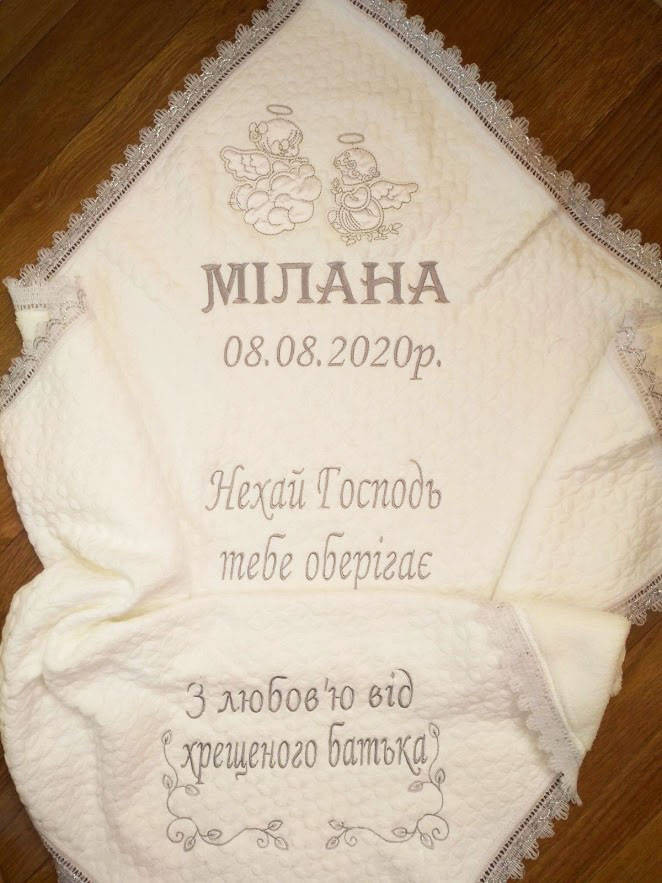 МІЛАНА
08.08.2020р.
Нехай Господь
тебе оберігає
З любов'ю від
хрещеного батька